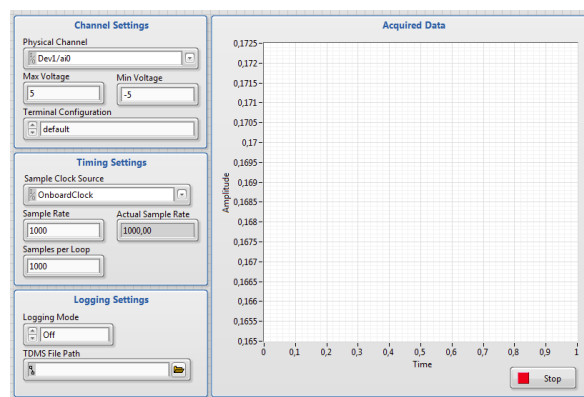 Channel Settings
Physical Channel
Dev1/ai0
Max Voltage
Min Voltage
5
-5
Terminal Configuration
default
Timing Settings
Sample Clock Source
OnboardClock
Sample Rate
Actual Sample Rate
1000
1000,00
Samples per Loop
1000
Logging Settings
Logging Mode
Off
TDMS File Path
Acquired Data
Amplitude
0,1725
0,172
0,1715
0,171
0,1705
0,17
0,1695
0,169
0,1685
0,168
0,1675
0,167
0,1665
0,166
0,1655
0,165
0 0,1 0,2 0,3 0,4 0,5 0,6 0,7 0,8 0,9 1
Time
Stop